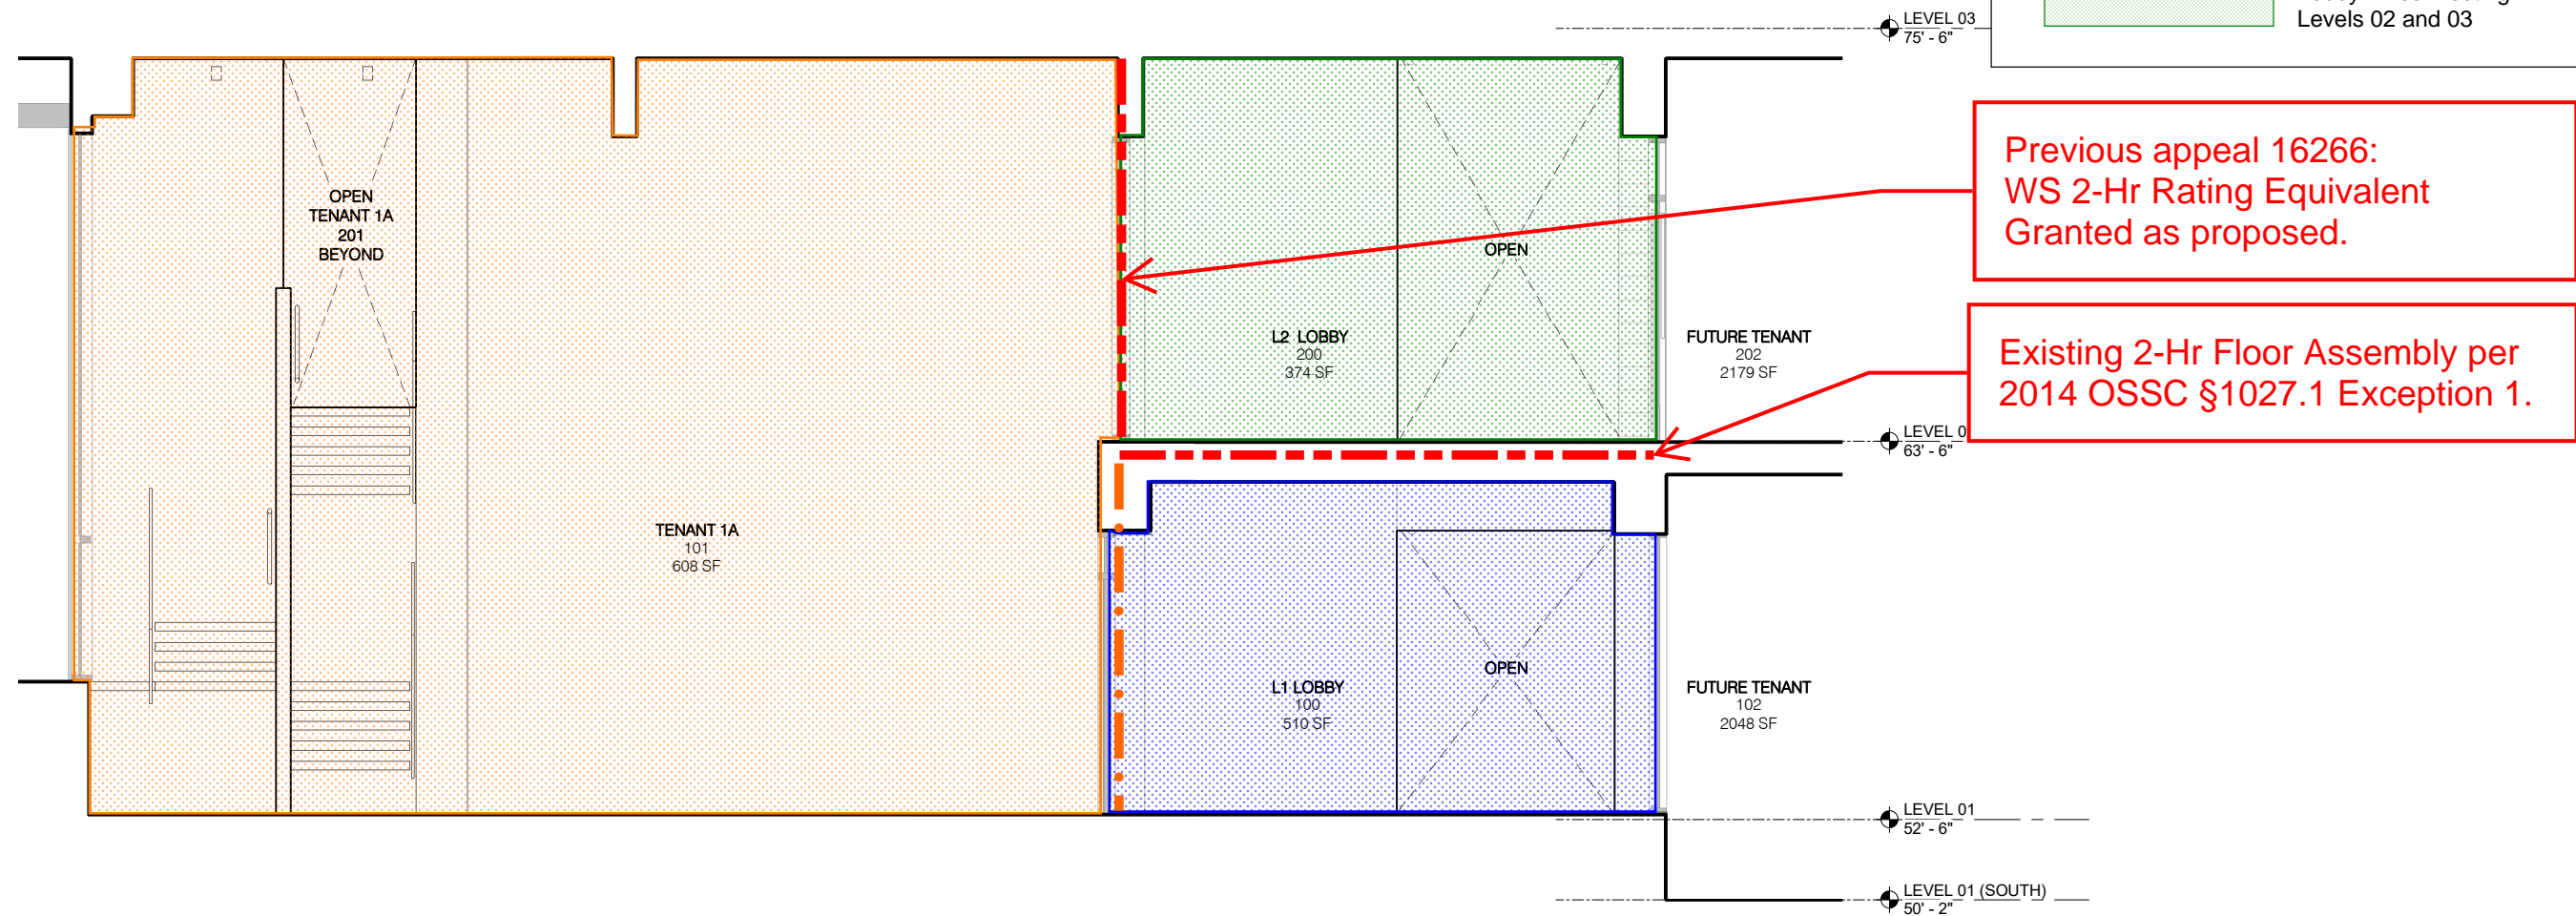 Levels 02 and 03
LEVEL 03
75' - 6"
Previous appeal 16266:
WS 2-Hr Rating Equivalent
Granted as proposed.
OPEN
TENANT 1A
201
BEYOND
OPEN
L2 LOBBY
200
374 SF
FUTURE TENANT
202
2179 SF
Existing 2-Hr Floor Assembly per
2014 OSSC §1027.1 Exception 1.
LEVEL 0
63' - 6"
TENANT 1A
101
608 SF
OPEN
L1 LOBBY
100
510 SF
FUTURE TENANT
102
2048 SF
LEVEL 01
52' - 6"
LEVEL 01 (SOUTH)
50' - 2"